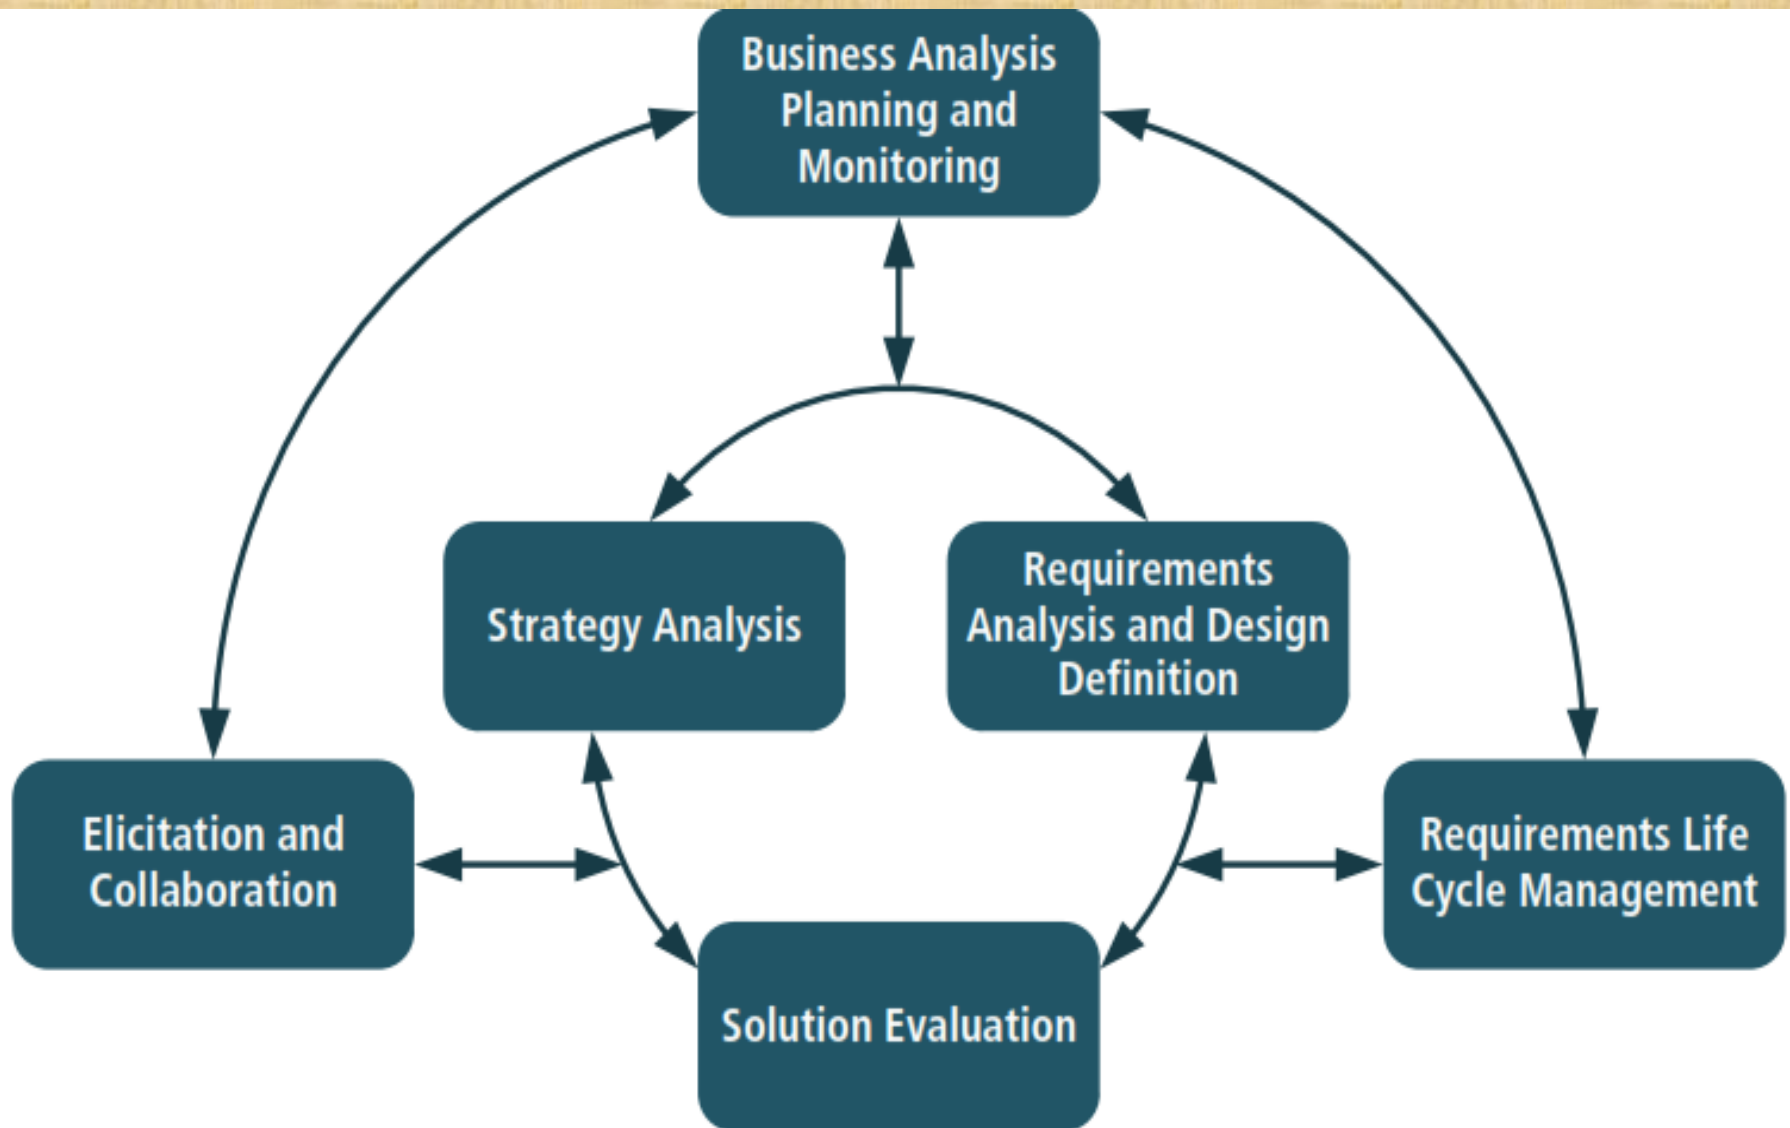 Business Analysis
Planning and
Monitoring
Strategy Analysis
Requirements
Analysis and Design
Definition
Elicitation and
Collaboration
Requirements Life
Cycle Management
Solution Evaluation